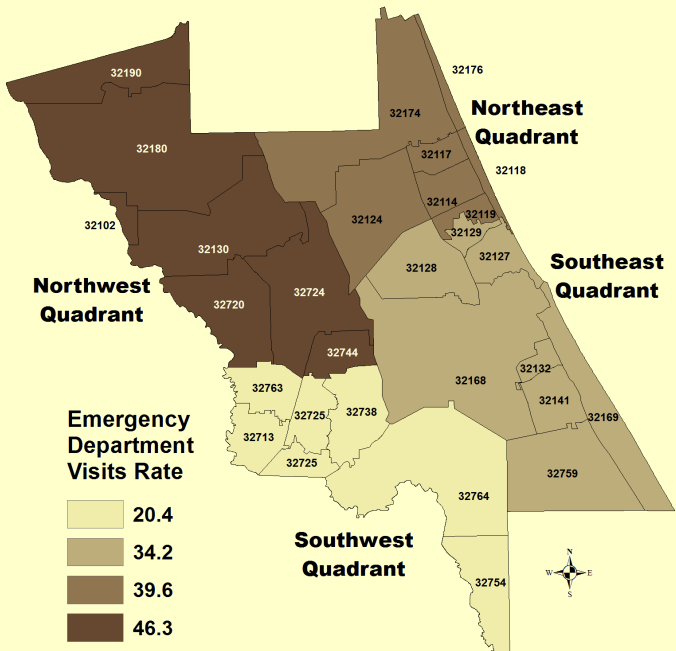 32190
32176
Northeast
Quadrant
32174
32180
32117
32118
32114
32102
32124
32119
32129
32130
32127
32128
Southeast
Quadrant
Northwest
Quadrant
32724
32720
32744
32132
32168
32763
32141
32738
32725
32169
Emergency
Department
Visits Rate
32713
32725
32759
32764
20.4
34.2
39.6
46.3
Southwest
Quadrant
32754
N
W
E
S